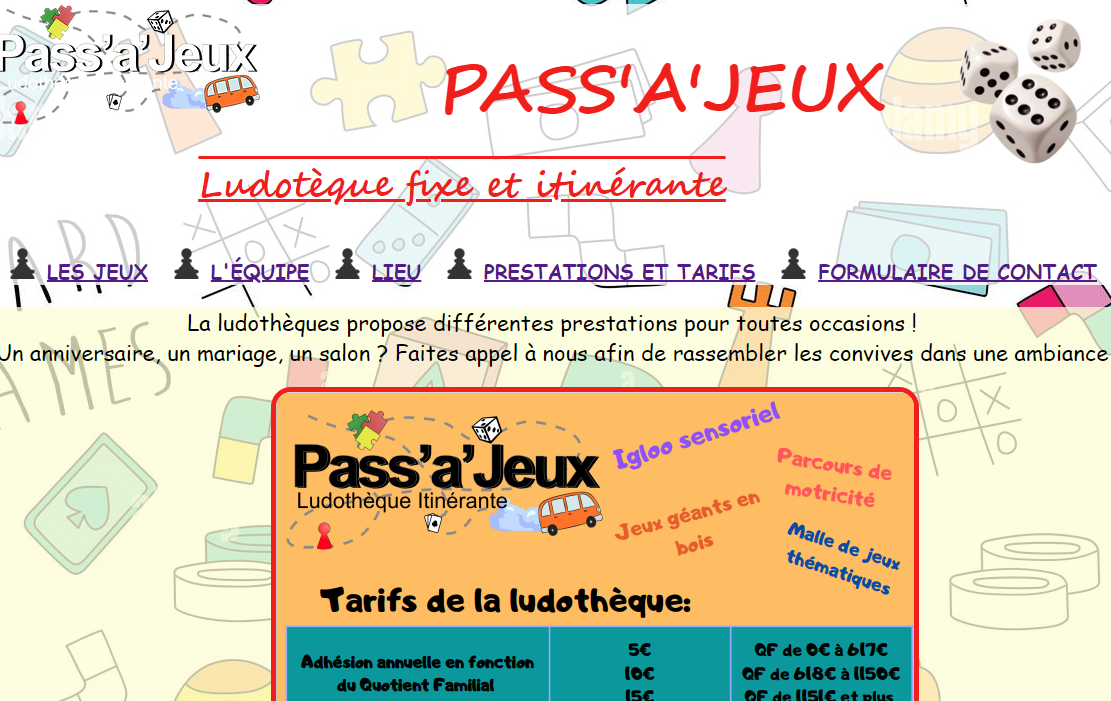 Pass’a’Jeux
PASS'A'JEUX
Ludotèque fixe et itinérante
LES JEUX
L'ÉQUIPE
LIEU
PRESTATIONS ET TARIFS
FORMULAIRE DE CONTACT
La ludothèques propose différentes prestations pour toutes occasions !
Un anniversaire, un mariage, un salon ? Faites appel à nous afin de rassembler les convives dans une ambiance
GAMES
Pass’a’Jeux
Ludothèque Itinérante
Igloo sensoriel
Parcours de
motricité
Jeux géants en
bois
Malle de jeux
thématiques
Tarifs de la ludothèque:
Adhésion annuelle en fonction
du Quotient Familial
5€
10€
15€
QF de 0€ à 617€
QF de 618€ à 1150€
QF de 1151€ et plus